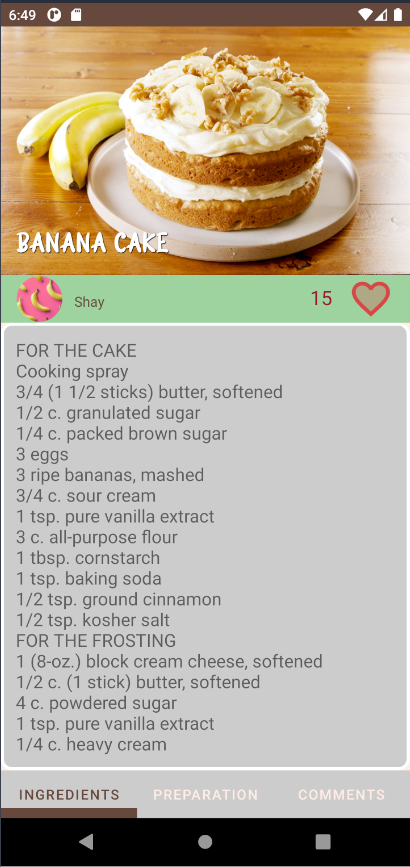 6:49
BANANA CAKE
Shay
15
FOR THE CAKE
Cooking spray
3/4 (1 1/2 sticks) butter, softened
1/2 c. granulated sugar
1/4 c. packed brown sugar
3 eggs
3 ripe bananas, mashed
3/4 c. sour cream
1 tsp. pure vanilla extract
3 c. all-purpose flour
1 tbsp. cornstarch
1 tsp. baking soda
1/2 tsp. ground cinnamon
1/2 tsp. kosher salt
FOR THE FROSTING
1 (8-oz.) block cream cheese, softened
1/2 c. (1 stick) butter, softened
4 c. powdered sugar
1 tsp. pure vanilla extract
1/4 c. heavy cream
INGREDIENTS PREPARATION COMMENTS